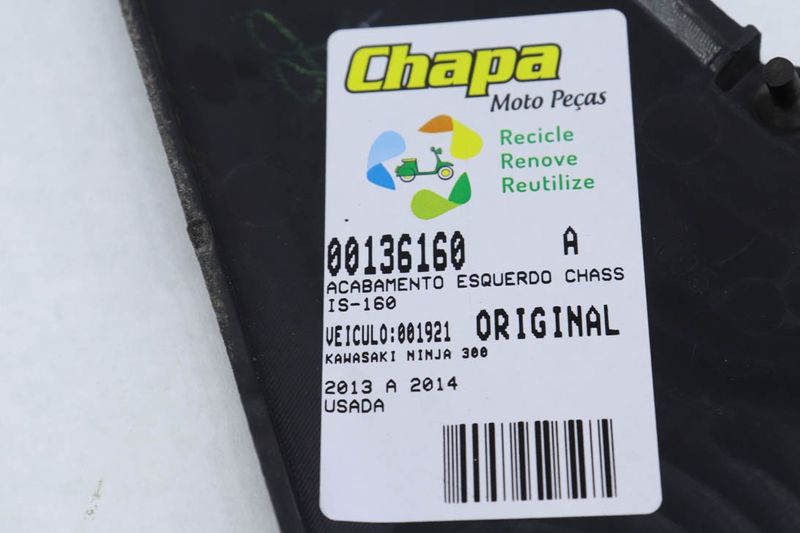 Chapa
Moto Peças
Recicle
Renove
Reutilize
00136160 A
ACABAMENTO ESQUERDO CHASS
IS-160
VEICULO:001921 ORIGINAL
KAWASAKI NINJA 300
2013 A 2014
USADA